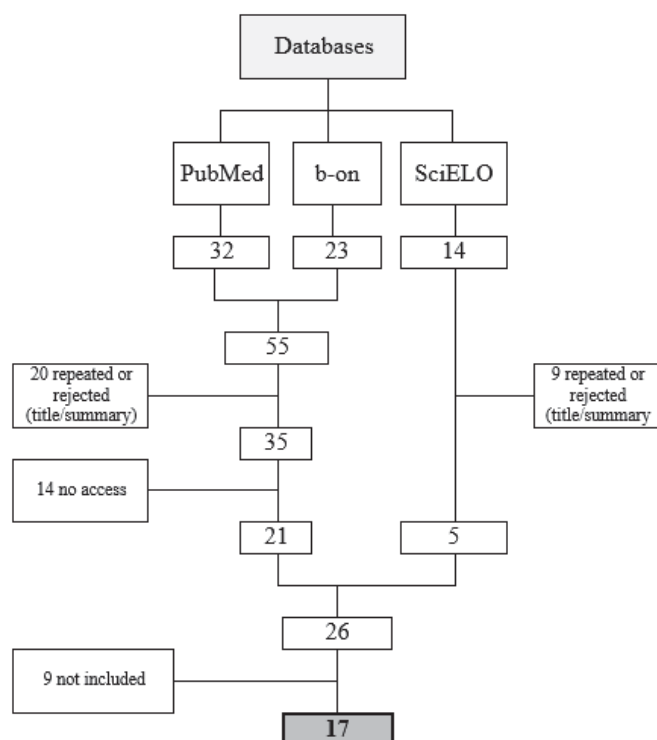 Databases
PubMed
b-on
SciELO
32
23
14
55
20 repeated or
rejected
(title/summary)
9 repeated or
rejected
(title/summary
35
14 no access
21
5
26
9 not included
17